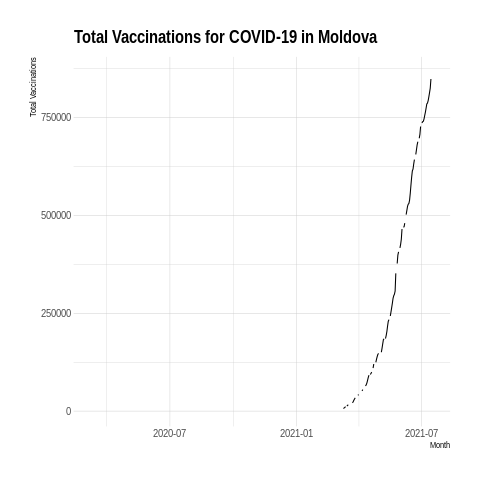 Total Vaccinations for COVID-19 in Moldova
Total Vaccinations
750000
500000
250000
0
2020-07 2021-01 2021-07
Month